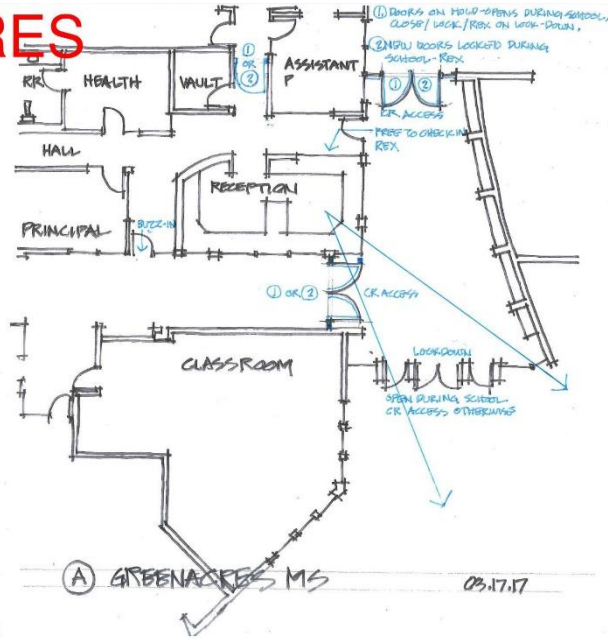 RES
① DOORS ON HOLD-OPENS DURING SCHOOL,
CLOSE/LOCK/REX ON LOCK-DOWN.
② NEW DOORS LOCKED DURING
SCHOOL-REX
① OR ②
RR
HEALTH
VAULT
ASSISTANT
P
① ②
CR ACCESS
FREE TO CHECK IN
REX
HALL
RECEPTION
PRINCIPAL
BUZZ-IN
① OR ②
CR ACCESS
CLASSROOM
LOCKDOWN
OPEN DURING SCHOOL
CR ACCESS OTHERWISE
Ⓐ GREENACRES MS
03.17.17